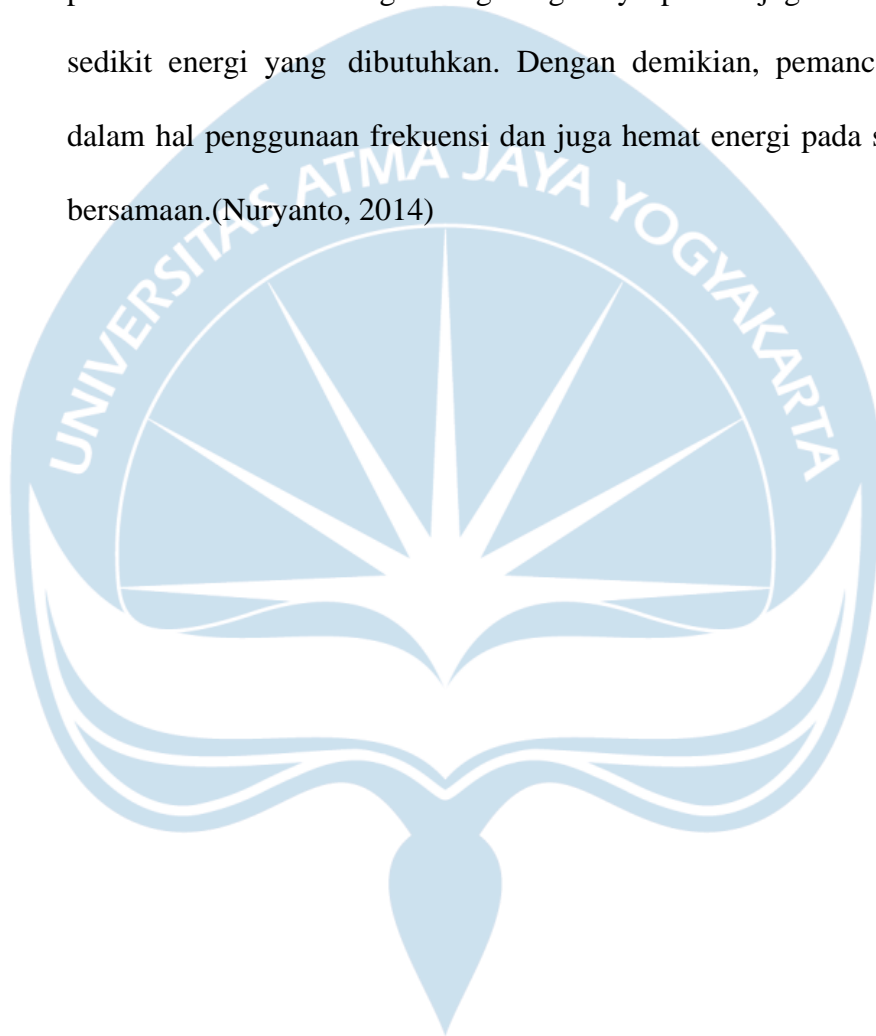 sedikit energi yang dibutuhkan. Dengan demikian, pemanc
dalam hal penggunaan frekuensi dan juga hemat energi pada s
bersamaan.(Nuryanto, 2014)
UNIVERSITAS ATMA JAYA YOGYAKARTA